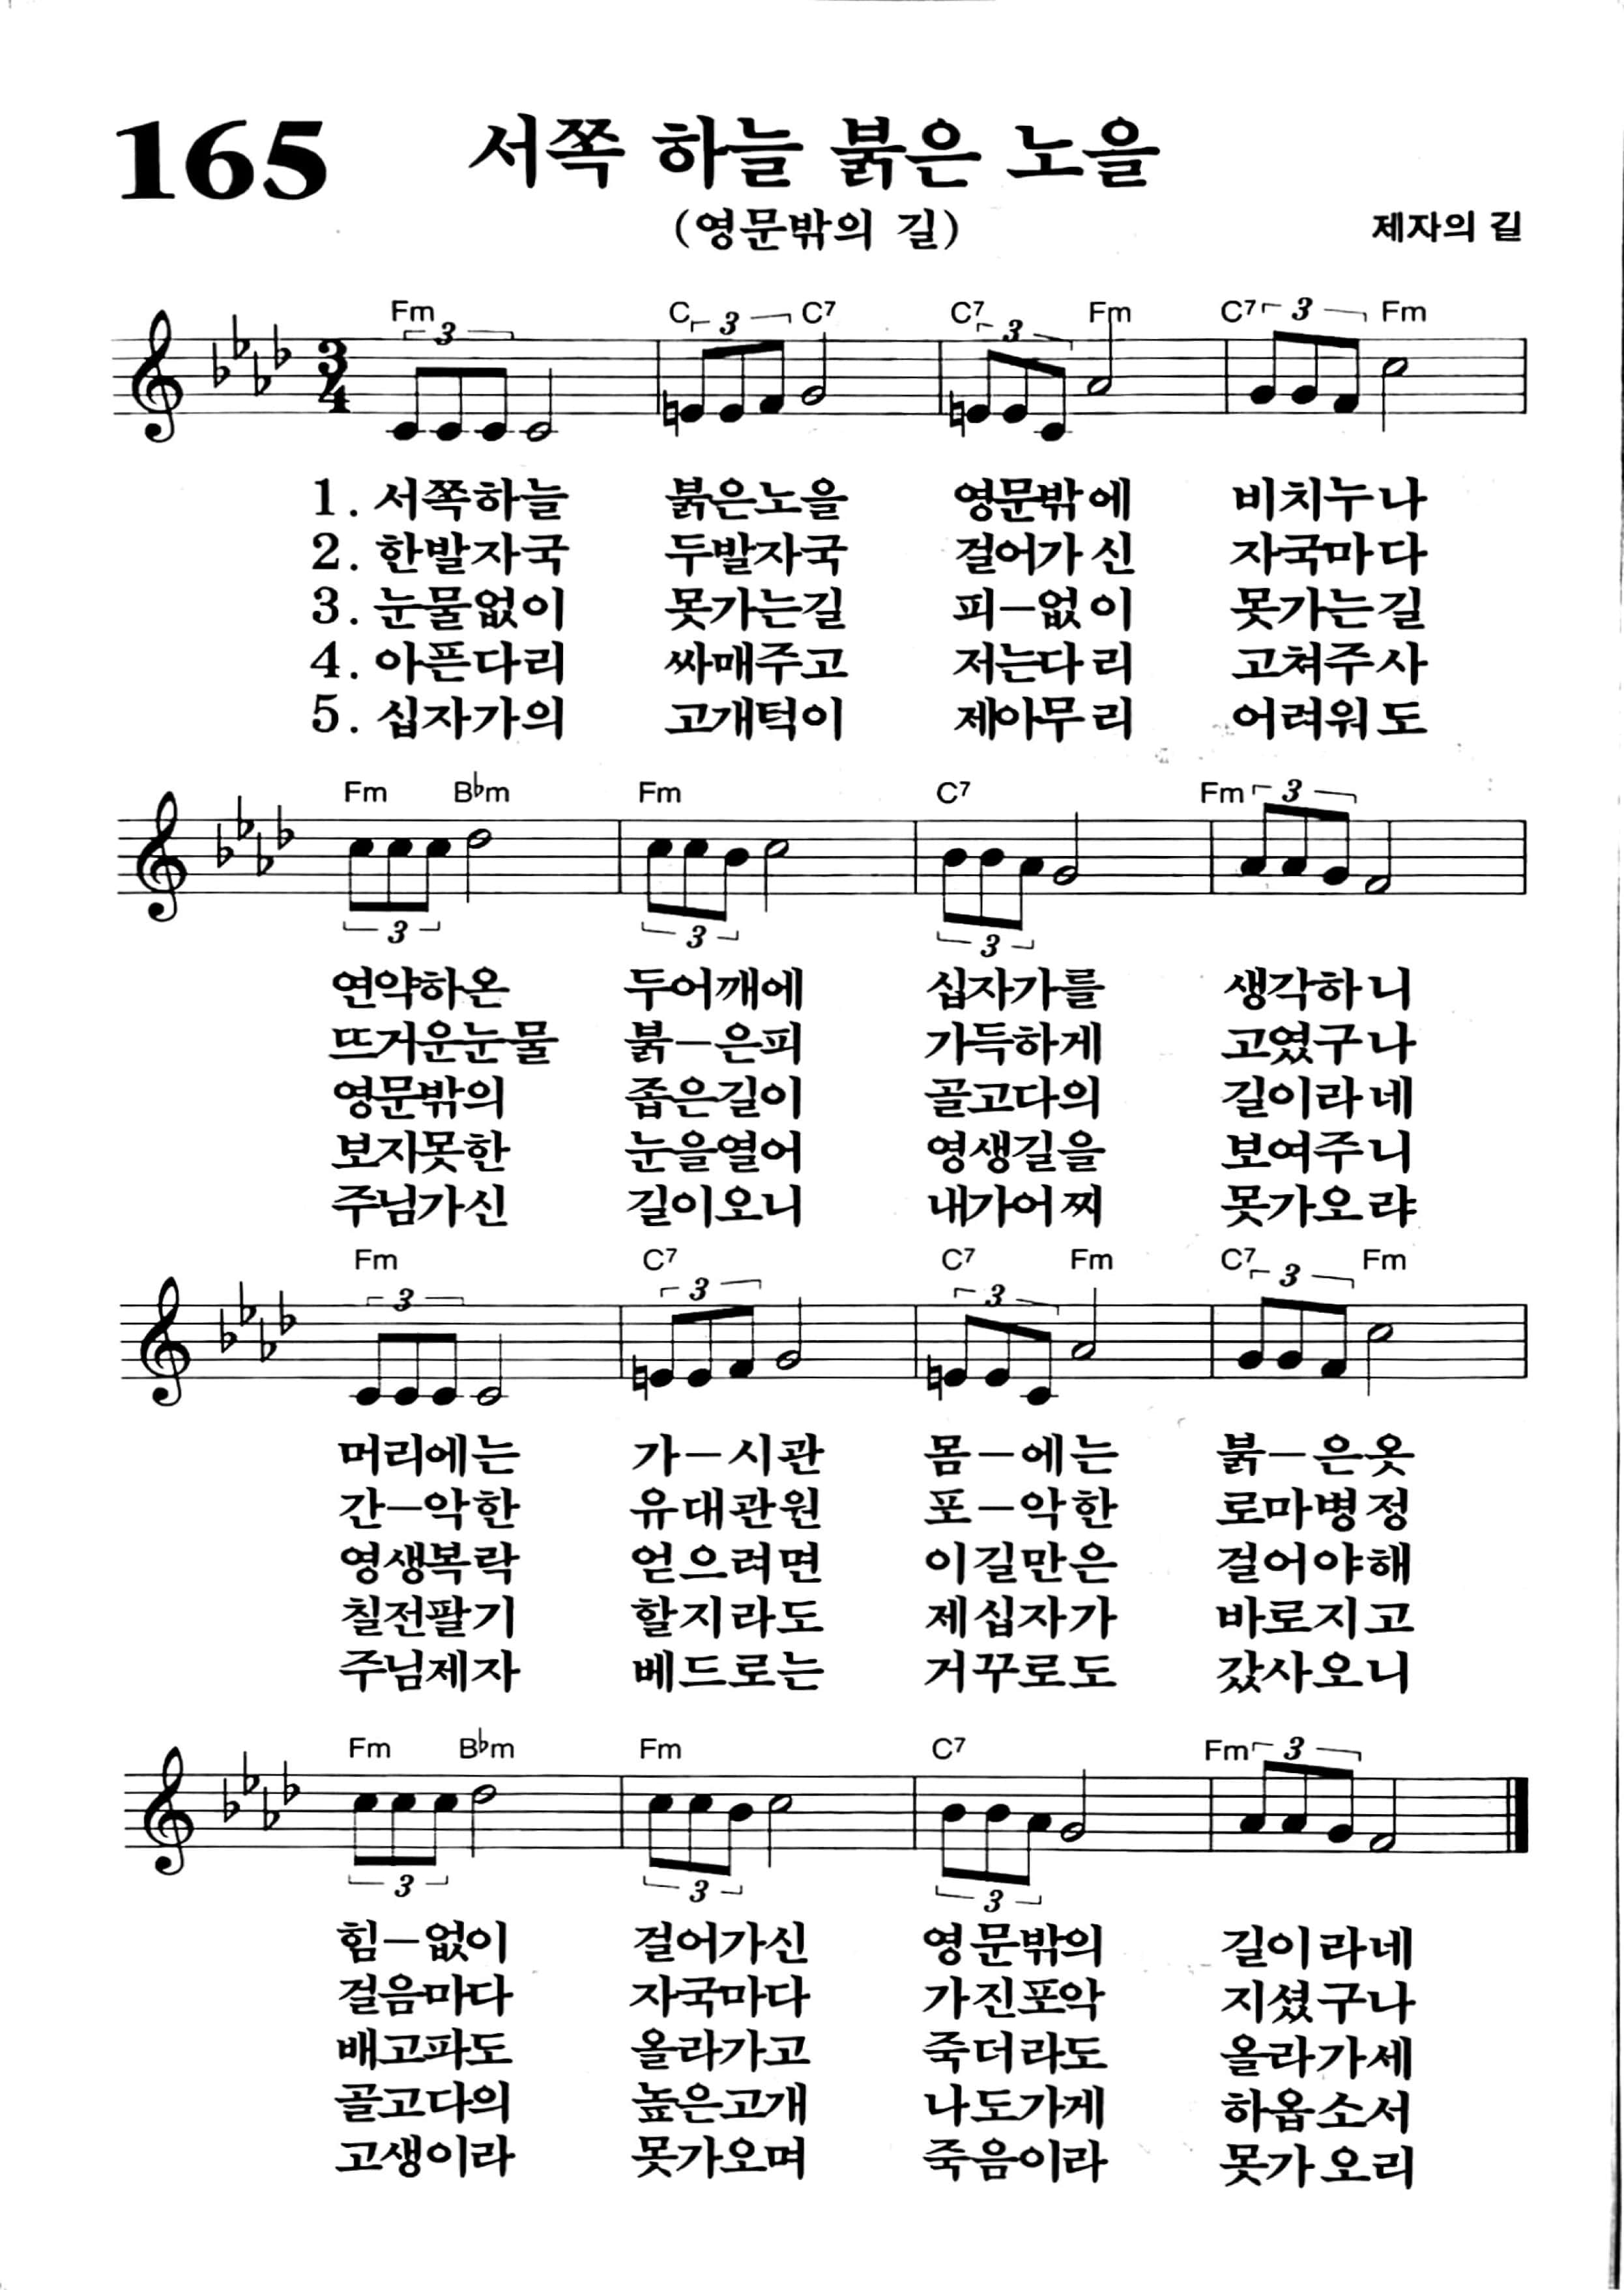 165 서쪽 하늘 붉은 노을
(영문밖의 길) 제자의 길
Fm 3 C 3 C7 C7 3 Fm C7 3 Fm
3
4
1. 서쪽하늘 붉은노을 영문밖에 비치누나
2. 한발자국 두발자국 걸어가신 자국마다
3. 눈물없이 못가는길 피-없이 못가는길
4. 아픈다리 싸매주고 저는다리 고쳐주사
5. 십자가의 고개턱이 제아무리 어려워도
Fm B♭m Fm C7 Fm 3
3 3 3
연약하온 두어깨에 십자가를 생각하니
뜨거운눈물 붉-은피 가득하게 고였구나
영문밖의 좁은길이 골고다의 길이라네
보지못한 눈을열어 영생길을 보여주니
주님가신 길이오니 내가어찌 못가오랴
Fm C7 C7 Fm C7 Fm
3 3 3 3
머리에는 가-시관 몸-에는 붉-은옷
간-악한 유대관원 포-악한 로마병정
영생복락 얻으려면 이길만은 걸어야해
칠전팔기 할지라도 제십자가 바로지고
주님제자 베드로는 거꾸로도 갔사오니
Fm B♭m Fm C7 Fm 3
3 3 3
힘-없이 걸어가신 영문밖의 길이라네
걸음마다 자국마다 가진포악 지셨구나
배고파도 올라가고 죽더라도 올라가세
골고다의 높은고개 나도가게 하옵소서
고생이라 못가오며 죽음이라 못가오리